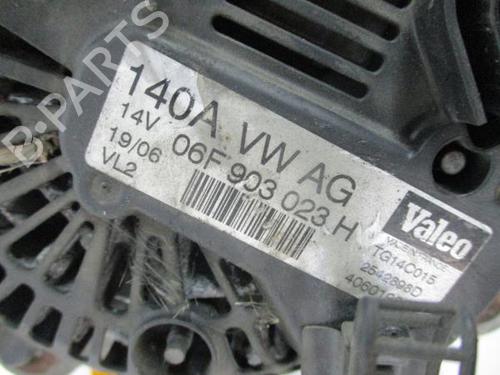 B-PARTS
140A VW AG
14V 06F 903 023 H
19/06
VL2
Valeo
TG14C015
2542898D